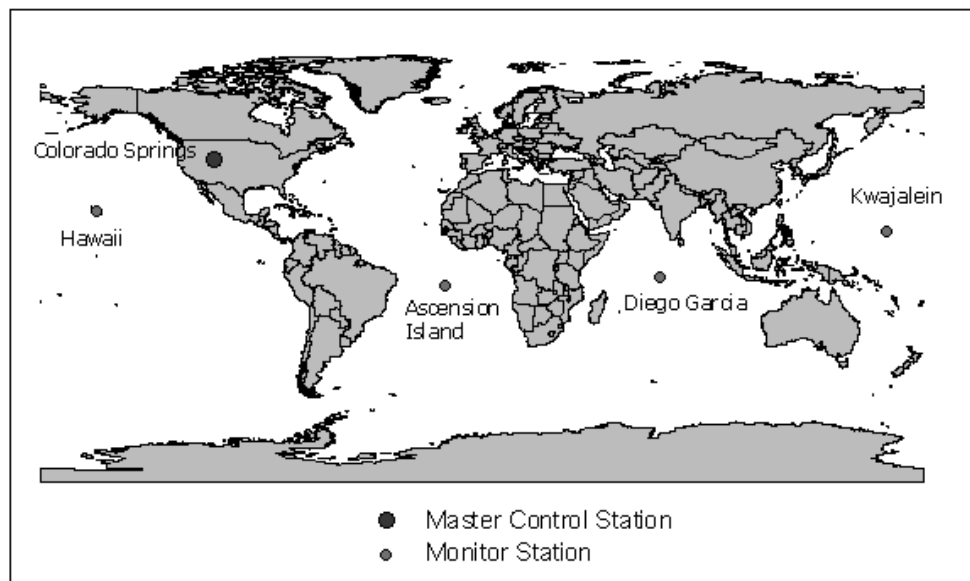 Colorado Springs
Kwajalein
Hawaii
Ascension
Island
Diego Garcia
Master Control Station
Monitor Station